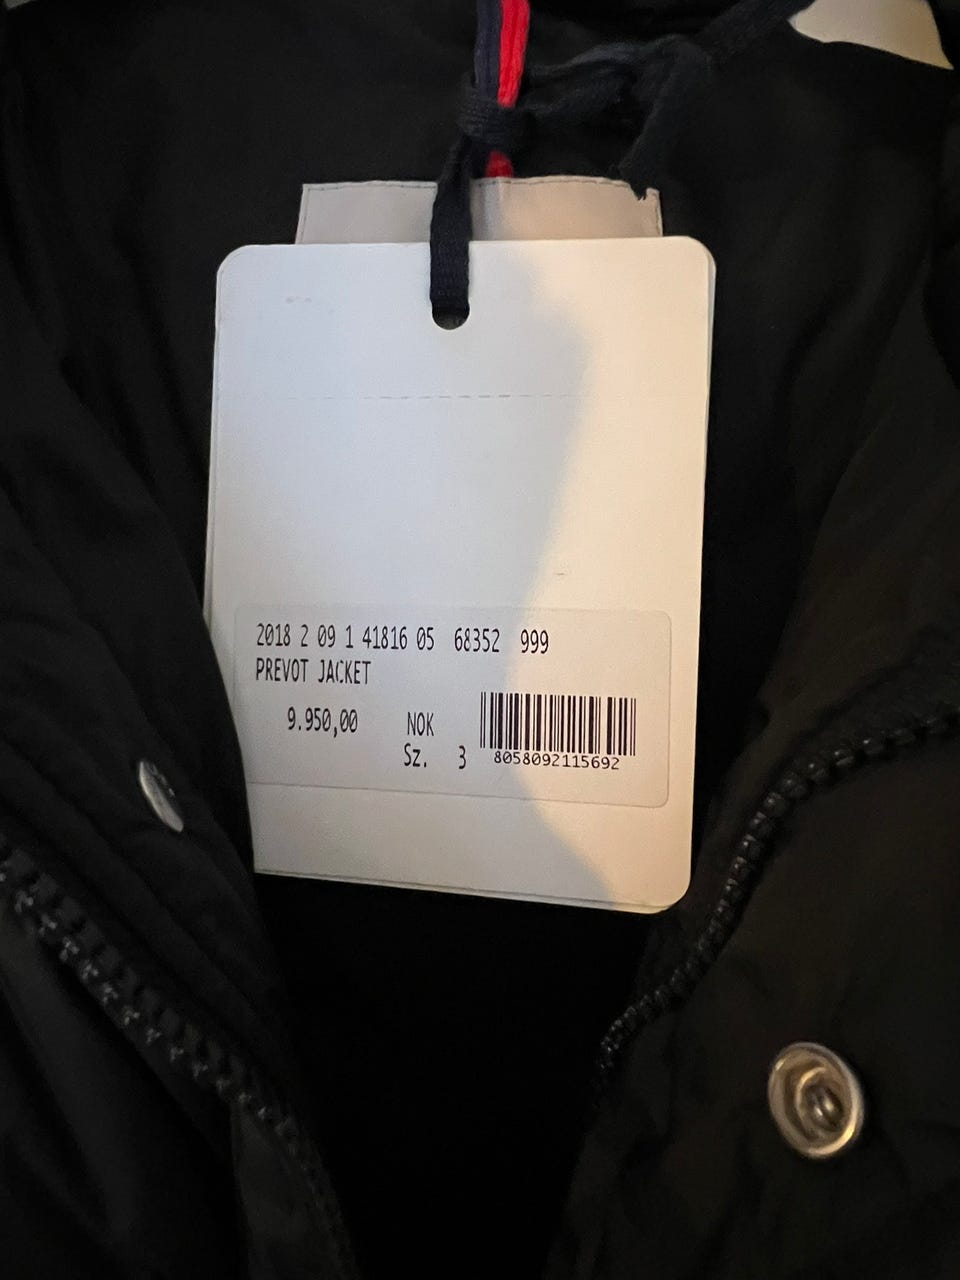 2018 2 09 1 41816 05 68352 999
PREVOT JACKET
9.950,00 NOK
Sz. 3
8058092115692